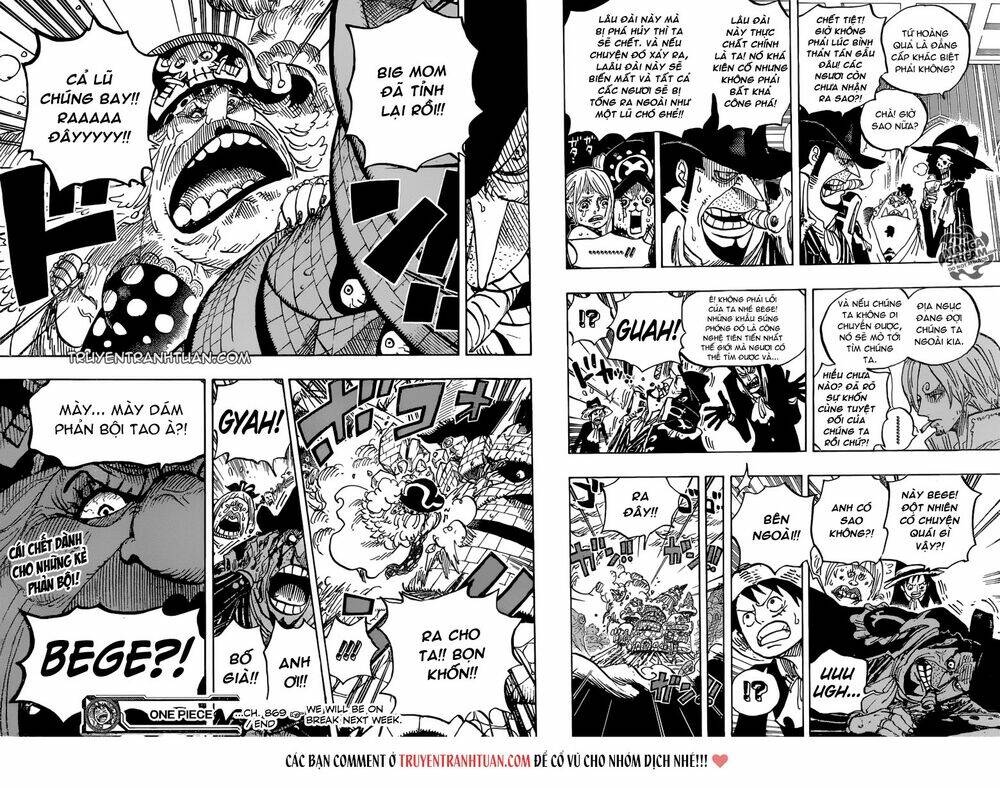 TỨ HOÀNG
QUẢ LÀ ĐẲNG
CẤP KHÁC BIỆT
PHẢI KHÔNG?
CHÀ! GIỜ
SAO NỮA?
CHẾT TIỆT!
GIỜ KHÔNG
PHẢI LÚC BÌNH
THẢN TÁN GẪU
ĐÂU! CÁC
NGƯƠI CÒN
CHƯA NHẬN
RA SAO?!
LÂU ĐÀI
NÀY THỰC
CHẤT CHÍNH
LÀ TA! NÓ KHÁ
KIÊN CỐ NHƯNG
KHÔNG PHẢI
BẤT KHẢ
CÔNG PHÁ!
LÂU ĐÀI NÀY MÀ
BỊ PHÁ HỦY THÌ TA
SẼ CHẾT. VÀ NẾU
CHUYỆN ĐÓ XẢY RA,
LAÂU ĐÀI NÀY SẼ
BIẾN MẤT VÀ TẤT CẢ
CÁC NGƯƠI SẼ BỊ
TỐNG RA NGOÀI NHƯ
MỘT LŨ CHÓ GHẺ!!
ĐỊA NGỤC
ĐANG ĐỢI
CHÚNG TA
NGOÀI KIA.
VÀ NẾU CHÚNG
TA KHÔNG DI
CHUYỂN ĐƯỢC,
NÓ SẼ MÒ TỚI
TÌM CHÚNG
TA.
HIỂU CHƯA
NÀO? ĐÃ RÕ
SỰ KHỐN
CÙNG TUYỆT
ĐỐI CỦA
CHÚNG TA
RỒI CHỨ?!
Ê! KHÔNG PHẢI LỖI
CỦA TA NHÉ BEGE!
NHỮNG KHẨU SÚNG
PHÓNG ĐÓ LÀ CÔNG
NGHỆ TIÊN TIẾN NHẤT
THẾ GIỚI MÀ NGƯƠI CÓ
THỂ TÌM ĐƯỢC VÀ...
GUAH!
!?
NÀY BEGE!
ĐỘT NHIÊN
CÓ CHUYỆN
QUÁI GÌ
VẬY?!
ANH CÓ
SAO
KHÔNG?!
UUU
UGH...
BÊN
NGOÀI!!
!?
RA
ĐÂY!!
BIG MOM
ĐÃ TỈNH
LẠI RỒI!!
CẢ LŨ
CHÚNG BAY!!
RAAAAA
ĐÂYYYYY!!
TRUYENTRANHTUAN.COM
RA CHO
TA!! BỌN
KHỐN!!
!!!
GYAH!
ANH
ƠI!!
BỐ
GIÀ!!
MÀY... MÀY DÁM
PHẢN BỘI TAO À?!
CÁI CHẾT DÀNH
CHO NHỮNG KẺ
PHẢN BỘI!
BEGE?!
ONE PIECE
...CH. 869
/ END
WE WILL BE ON
BREAK NEXT WEEK.
CÁC BẠN COMMENT Ở TRUYENTRANHTUAN.COM ĐỂ CỔ VŨ CHO NHÓM DỊCH NHÉ!!!